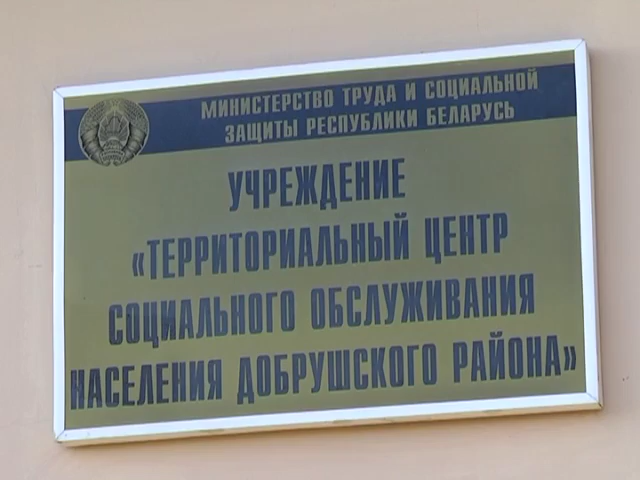 МИНИСТЕРСТВО ТРУДА И СОЦИАЛЬНОЙ
ЗАЩИТЫ РЕСПУБЛИКИ БЕЛАРУСЬ
УЧРЕЖДЕНИЕ
«ТЕРРИТОРИАЛЬНЫЙ ЦЕНТР
СОЦИАЛЬНОГО ОБСЛУЖИВАНИЯ
НАСЕЛЕНИЯ ДОБРУШСКОГО РАЙОНА»